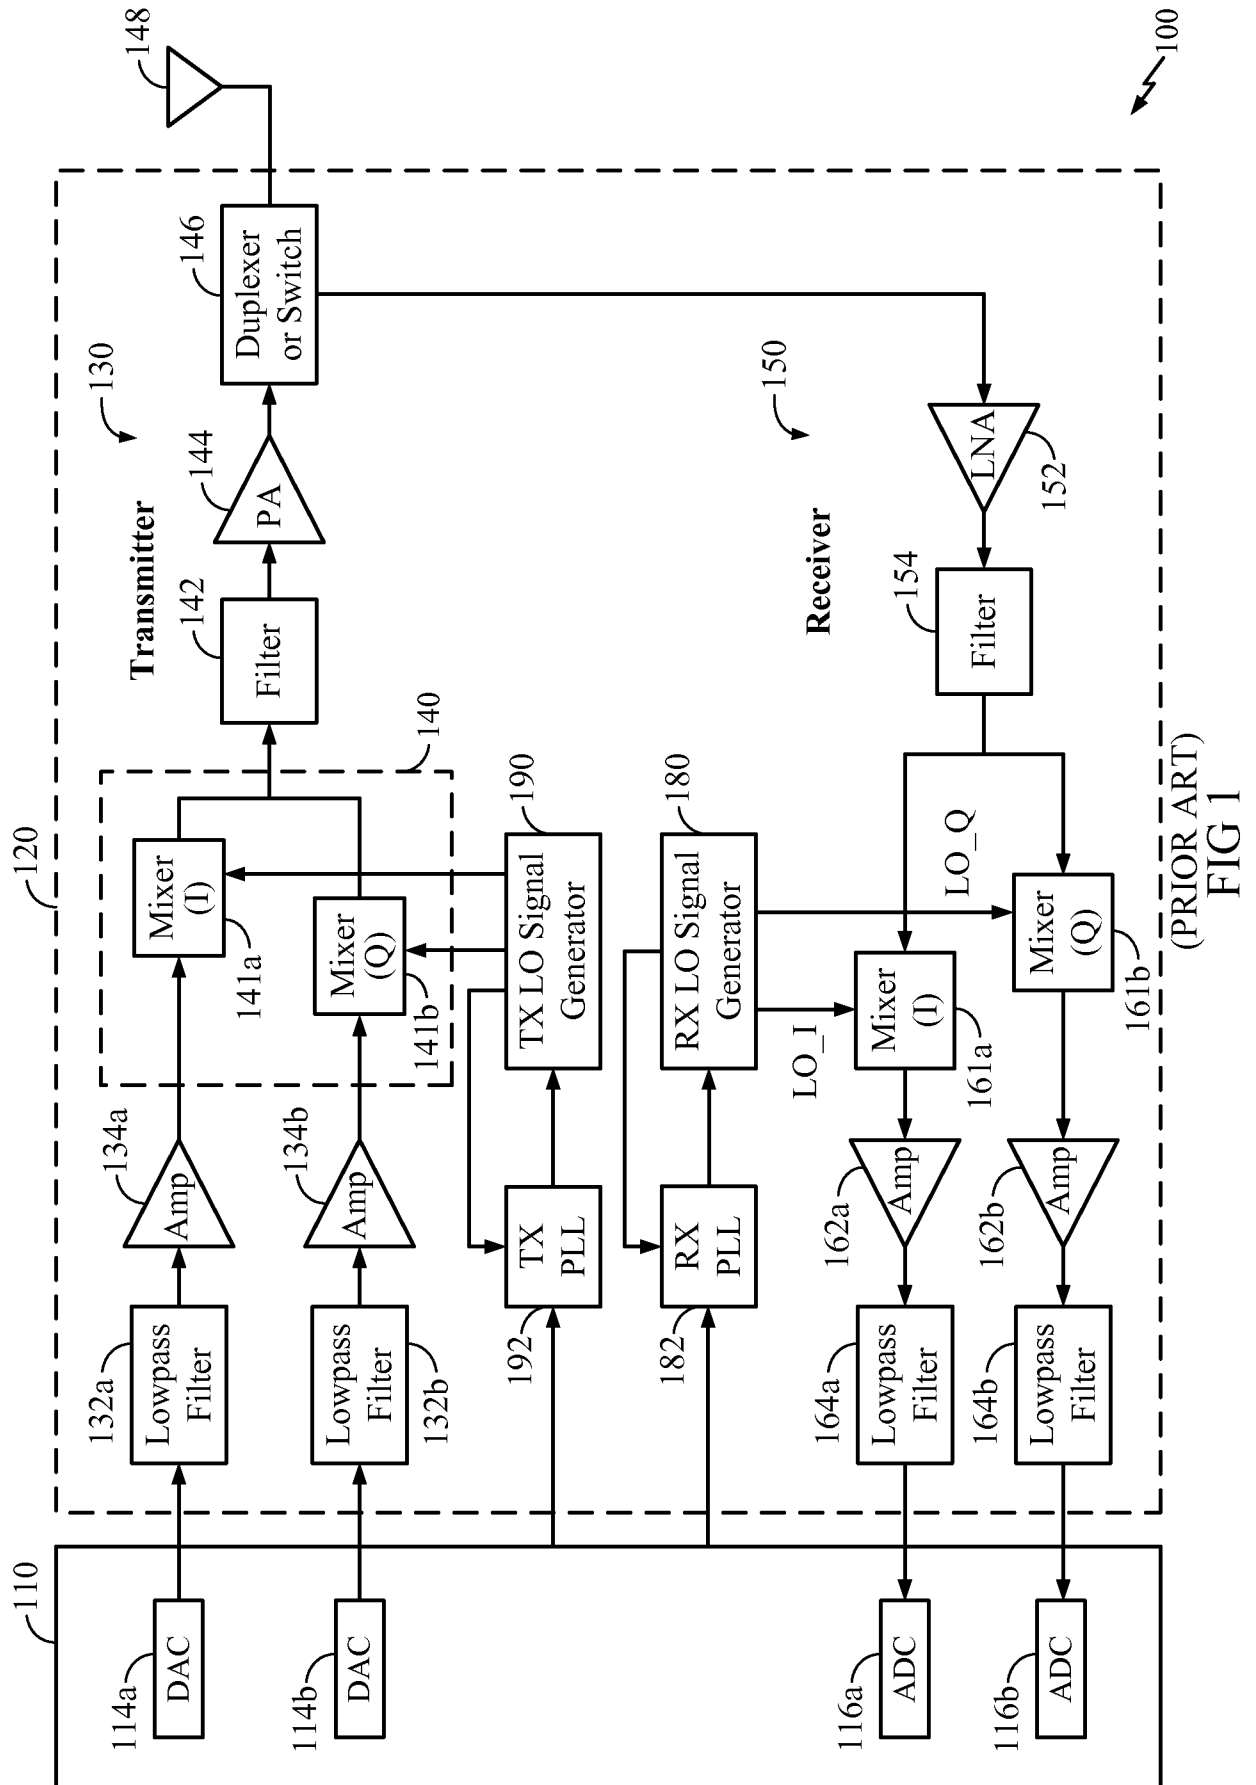 110
120
114a
DAC
132a
Lowpass
Filter
134a
Amp
141a
Mixer
(I)
Transmitter
130
142
Filter
144
PA
146
Duplexer
or Switch
148
114b
DAC
132b
Lowpass
Filter
134b
Amp
141b
Mixer
(Q)
140
192
TX
PLL
190
TX LO Signal
Generator
182
RX
PLL
180
RX LO Signal
Generator
LO_I
LO_Q
Receiver
150
116a
ADC
164a
Lowpass
Filter
162a
Amp
161a
Mixer
(I)
154
Filter
LNA
152
116b
ADC
164b
Lowpass
Filter
162b
Amp
161b
Mixer
(Q)
100
(PRIOR ART)
FIG 1